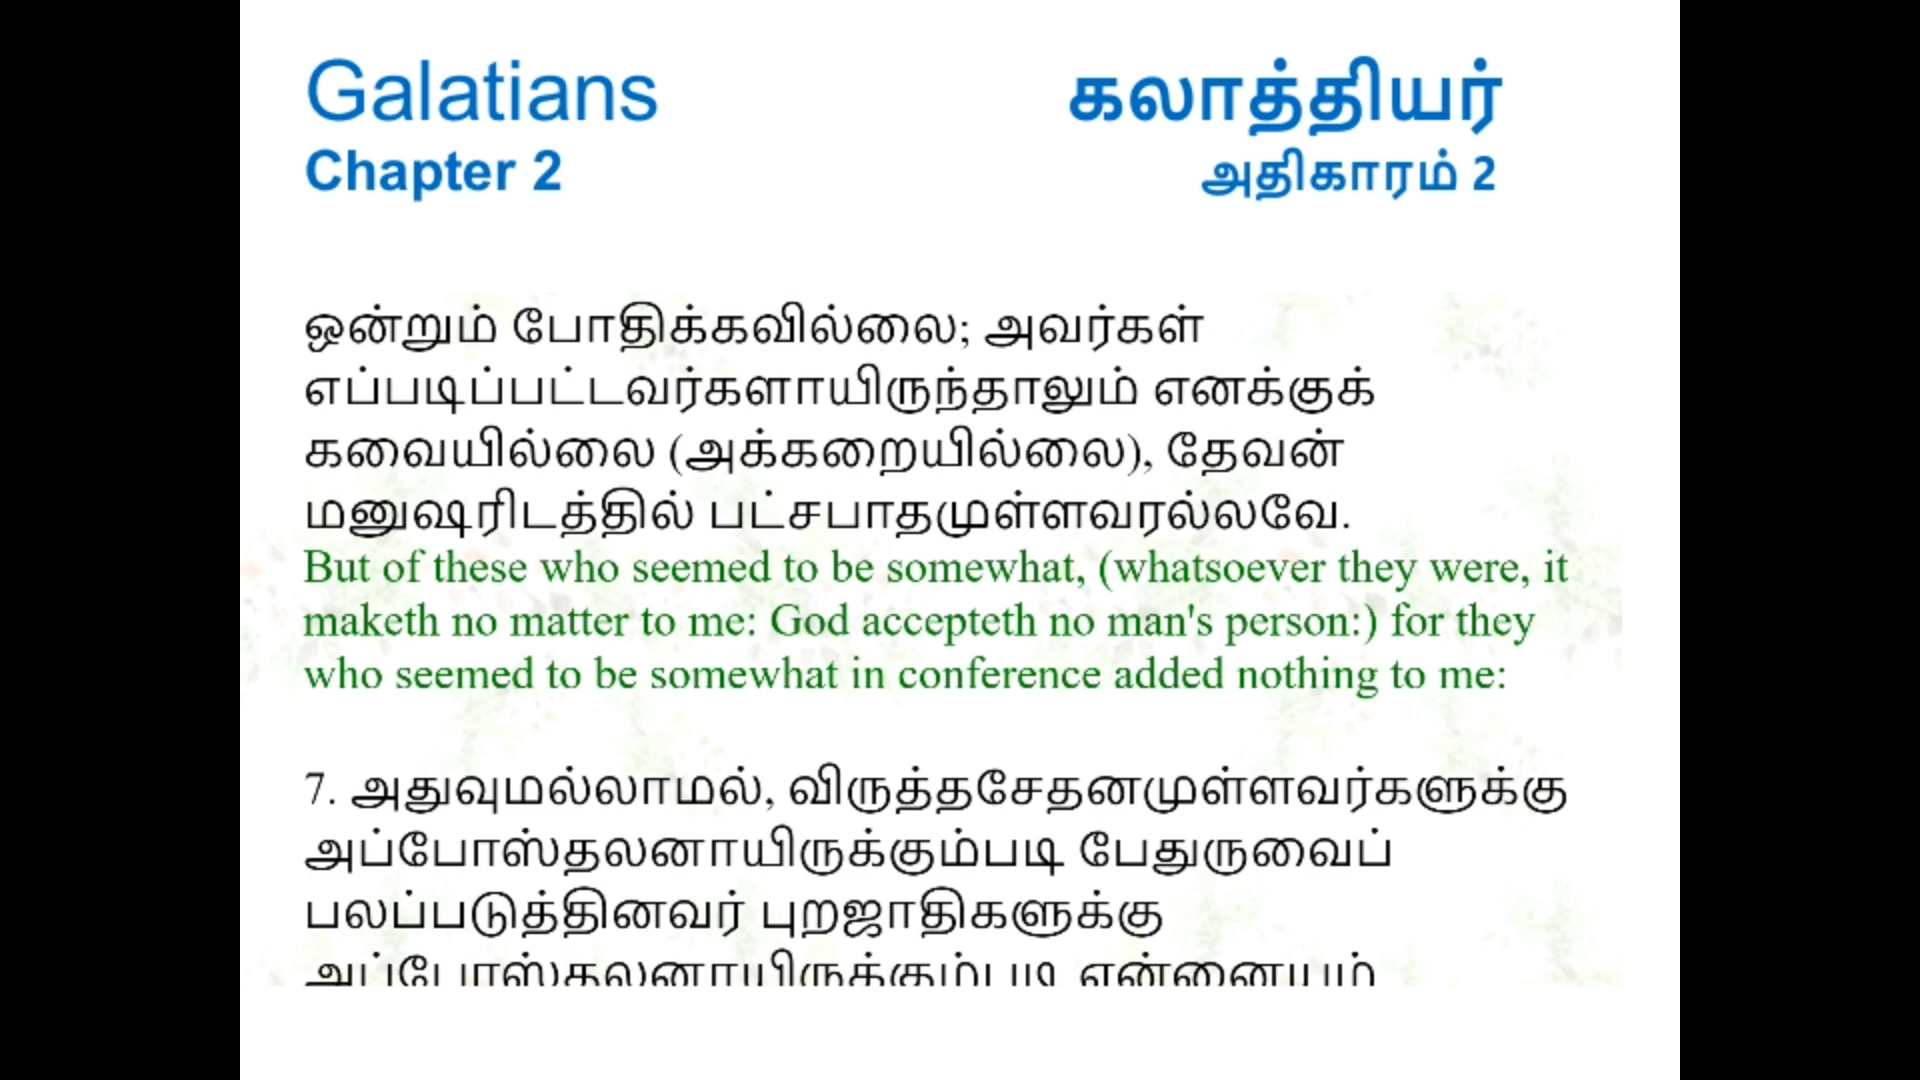 Galatians
கலாத்தியர்
Chapter 2
அதிகாரம் 2
ஒன்றும் போதிக்கவில்லை; அவர்கள்
எப்படிப்பட்டவர்களாயிருந்தாலும் எனக்குக்
கவையில்லை (அக்கறையில்லை), தேவன்
மனுஷரிடத்தில் பட்சபாதமுள்ளவரல்லவே.
But of these who seemed to be somewhat, (whatsoever they were, it
maketh no matter to me: God accepteth no man's person:) for they
who seemed to be somewhat in conference added nothing to me:
7. அதுவுமல்லாமல், விருத்தசேதனமுள்ளவர்களுக்கு
அப்போஸ்தலனாயிருக்கும்படி பேதுருவைப்
பலப்படுத்தினவர் புறஜாதிகளுக்கு
அப்போஸ்தலனாயிருக்கும்படி என்னையும்